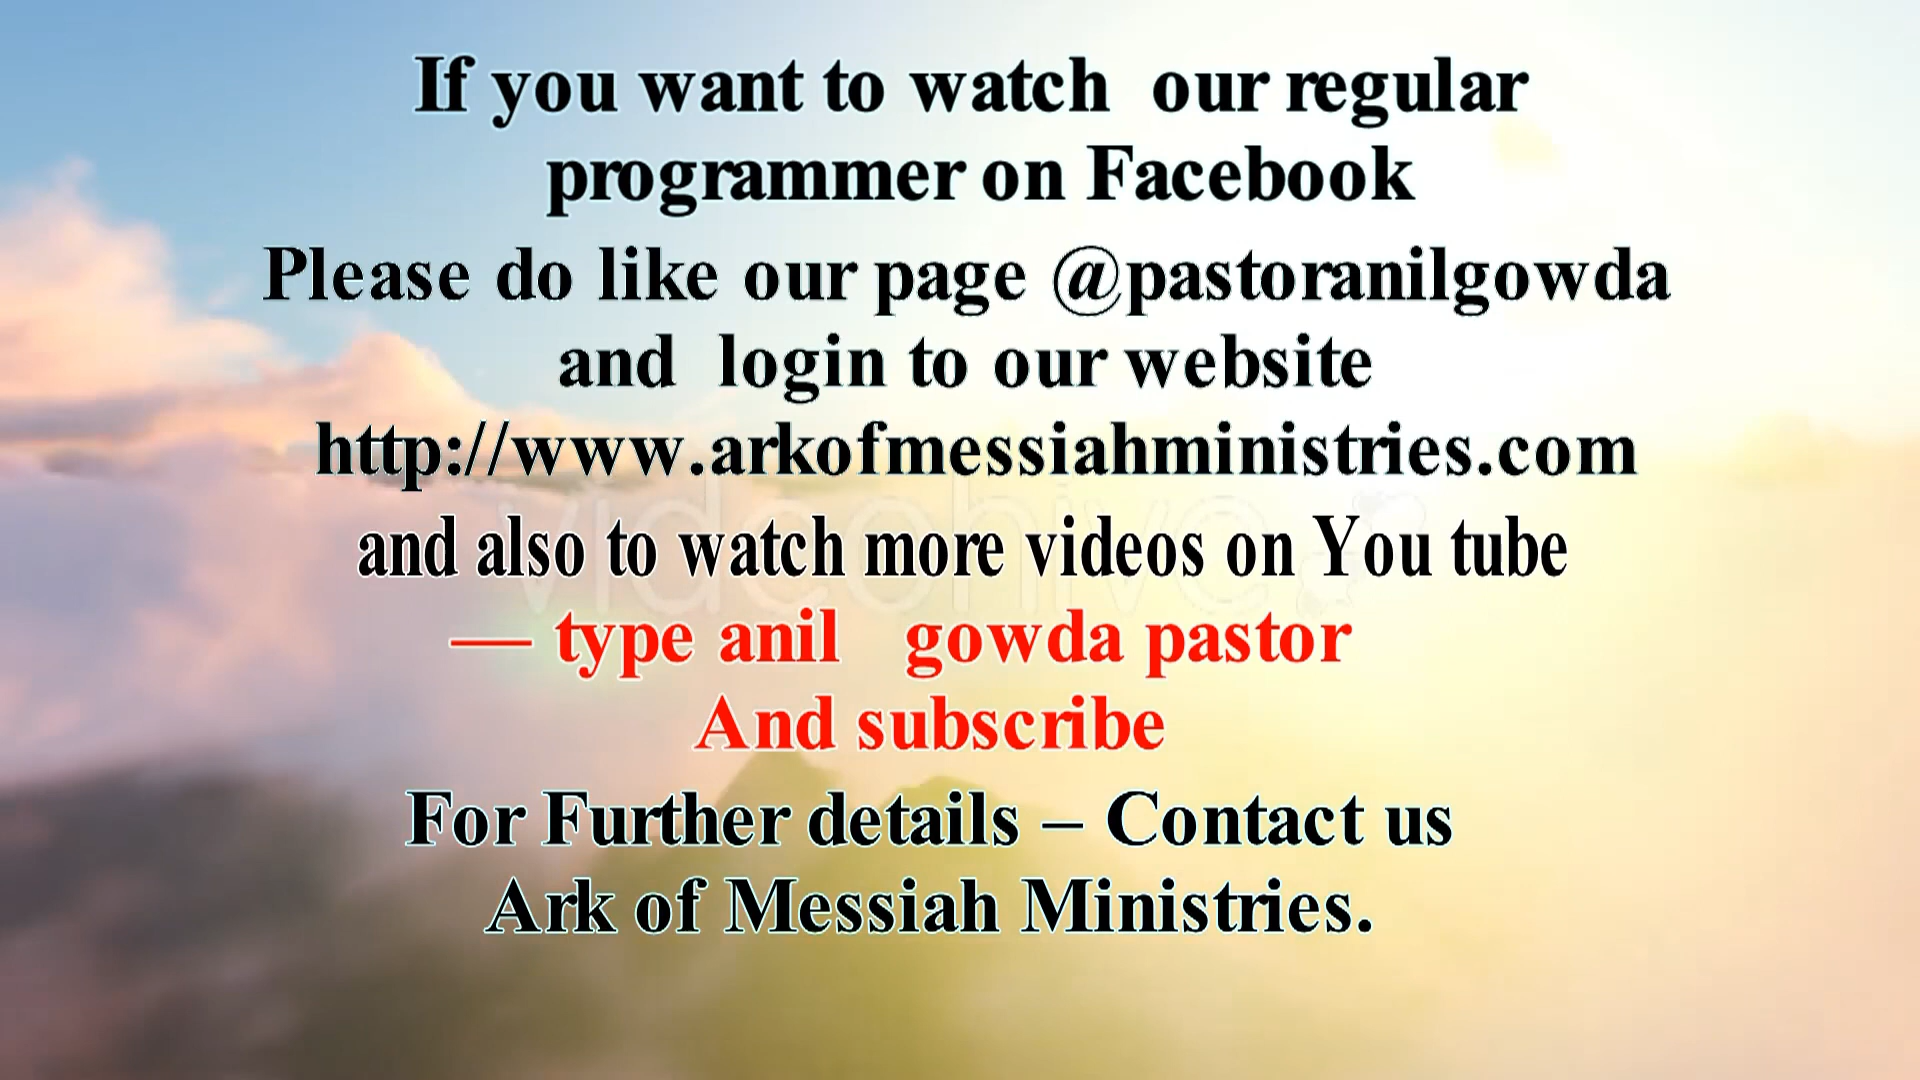 If you want to watch our regular
programmer on Facebook
Please do like our page @pastoranilgowda
and login to our website
http://www.arkofmessiahministries.com
videohive
and also to watch more videos on You tube
— type anil gowda pastor
And subscribe
For Further details – Contact us
Ark of Messiah Ministries.